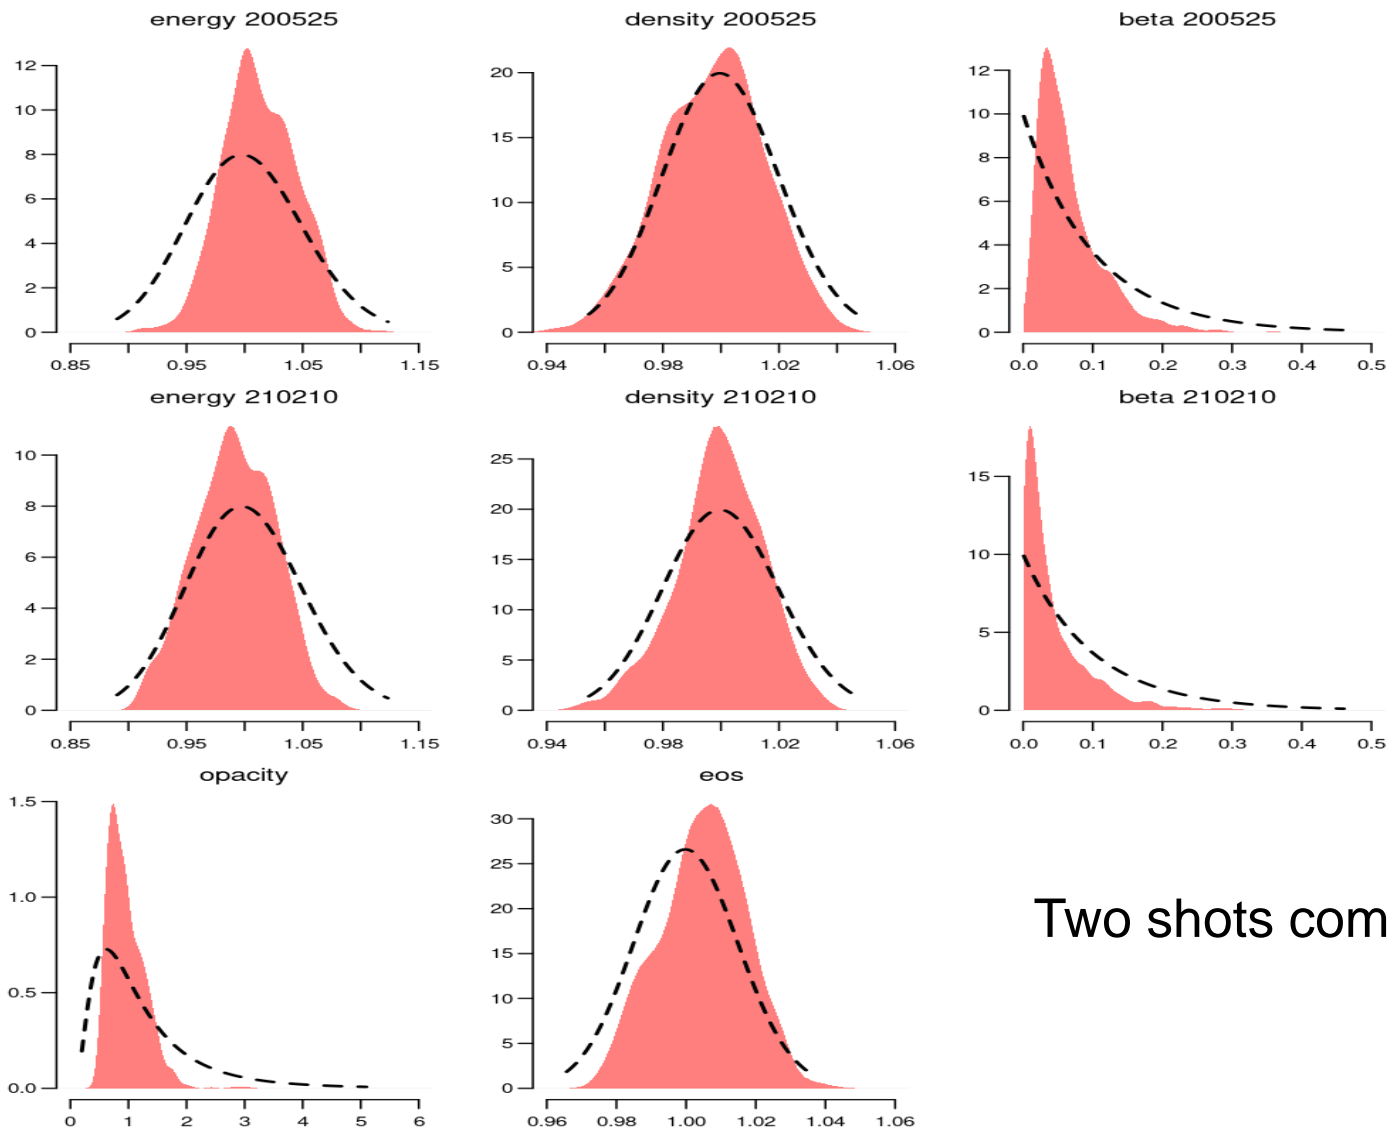 energy 200525
density 200525
beta 200525
12
10
8
6
4
2
0
0.85 0.95 1.05 1.15
20
15
10
5
0
0.94 0.98 1.02 1.06
12
10
8
6
4
2
0
0.0 0.1 0.2 0.3 0.4 0.5
energy 210210
density 210210
beta 210210
10
8
6
4
2
0
0.85 0.95 1.05 1.15
25
20
15
10
5
0
0.94 0.98 1.02 1.06
15
10
5
0
0.0 0.1 0.2 0.3 0.4 0.5
opacity
eos
1.5
1.0
0.5
0.0
0 1 2 3 4 5 6
30
25
20
15
10
5
0
0.96 0.98 1.00 1.02 1.04 1.06
Two shots com